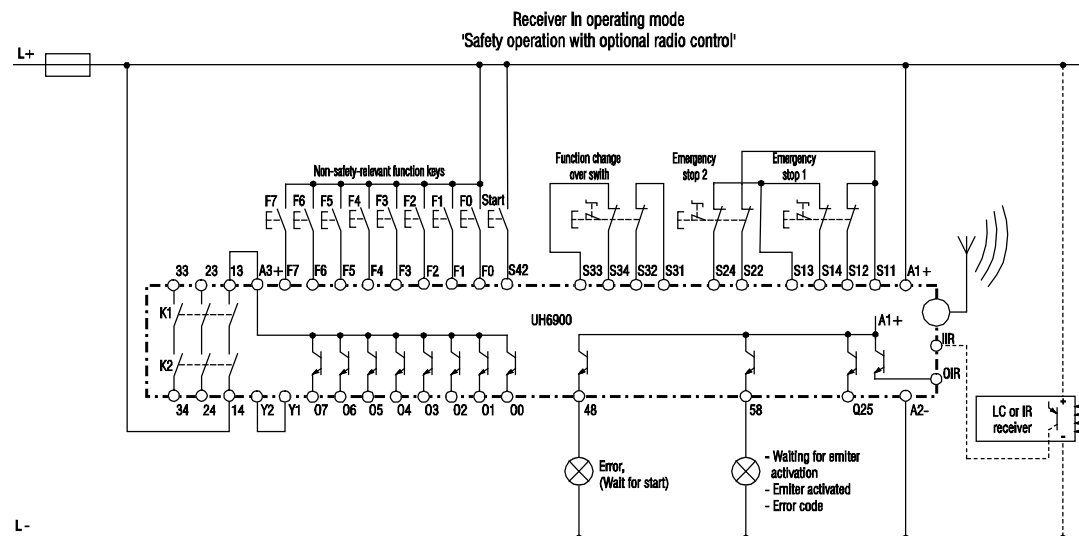 Receiver In operating mode
'Safety operation with optional radio control'
L+
Non-safety-relevant function keys
Function change
over swith
Emergency
stop 2
Emergency
stop 1
F7 F6 F5 F4 F3 F2 F1 F0 Start
33 23 13 A3+ F7 F6 F5 F4 F3 F2 F1 F0 S42 S33 S34 S32 S31 S24 S22 S13 S14 S12 S11 A1+
K1
UH6900
A1+
IIR
K2
OIR
34 24 14 Y2 Y1 07 06 05 04 03 02 01 00 48 58 Q25 A2-
+
LC or IR
receiver
-
Error,
(Wait for start)
- Waiting for emiter
activation
- Emiter activated
- Error code
L-